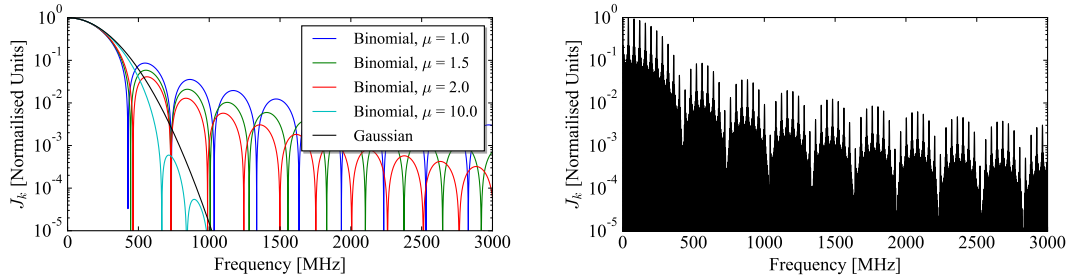 10^0
10^-1
10^-2
10^-3
10^-4
10^-5
J_k [Normailised Units]
0 500 1000 1500 2000 2500 3000
Frequency [MHz]
Binomial, μ = 1.0
Binomial, μ = 1.5
Binomial, μ = 2.0
Binomial, μ = 10.0
Gaussian
10^0
10^-1
10^-2
10^-3
10^-4
10^-5
J_k [Normailised Units]
0 500 1000 1500 2000 2500 3000
Frequency [MHz]